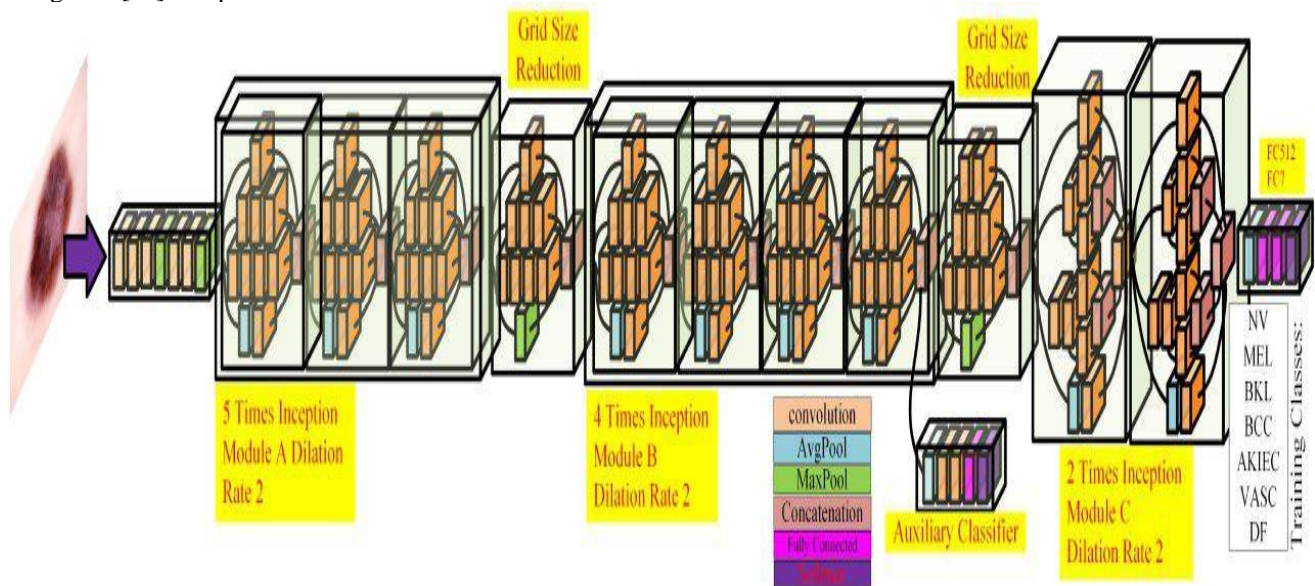 Grid Size
Reduction
Grid Size
Reduction
FC512
FC7
5 Times Inception
Module A Dilation
Rate 2
4 Times Inception
Module B
Dilation Rate 2
convolution
AvgPool
MaxPool
Concatenation
Fully Connected
Softmax
Auxiliary Classifier
2 Times Inception
Module C
Dilation Rate 2
NV
MEL
BKL
BCC
AKIEC
VASC
DF
Training Classes: